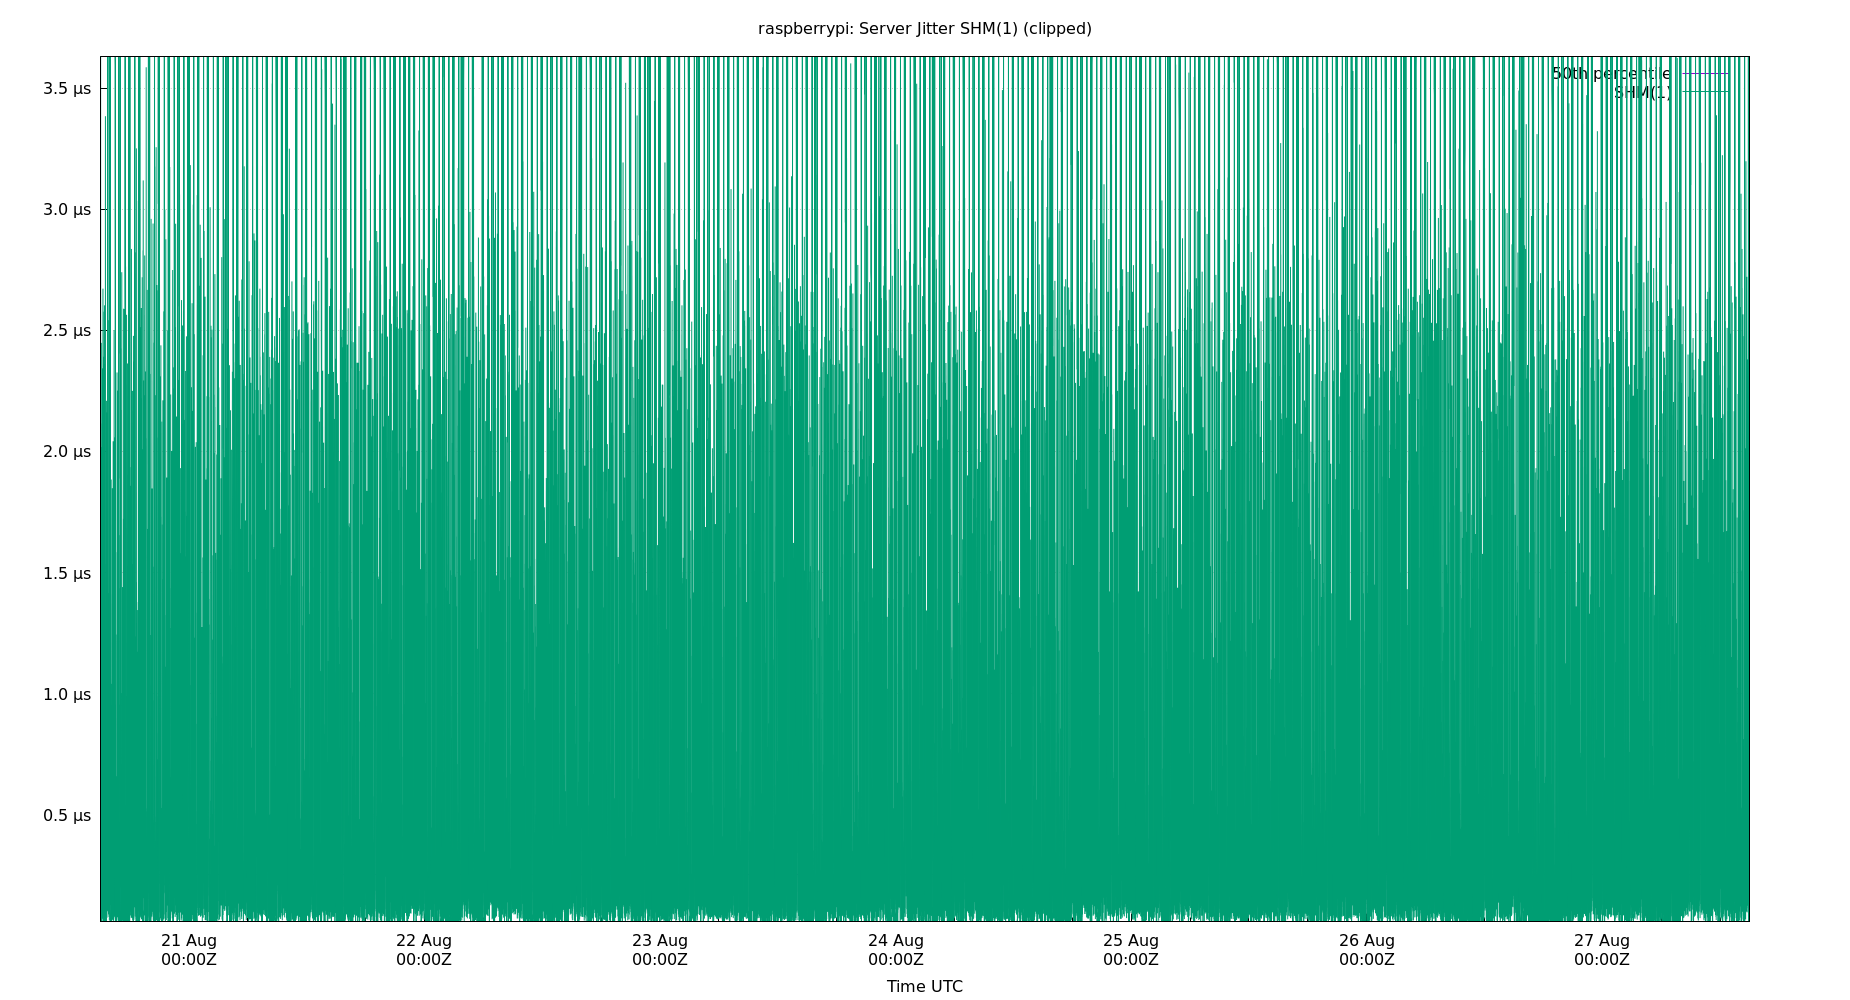 raspberrypi: Server Jitter SHM(1) (clipped)
50th percentile
SHM(1)
3.5 µs
3.0 µs
2.5 µs
2.0 µs
1.5 µs
1.0 µs
0.5 µs
21 Aug 22 Aug 23 Aug 24 Aug 25 Aug 26 Aug 27 Aug
00:00Z 00:00Z 00:00Z 00:00Z 00:00Z 00:00Z 00:00Z
Time UTC